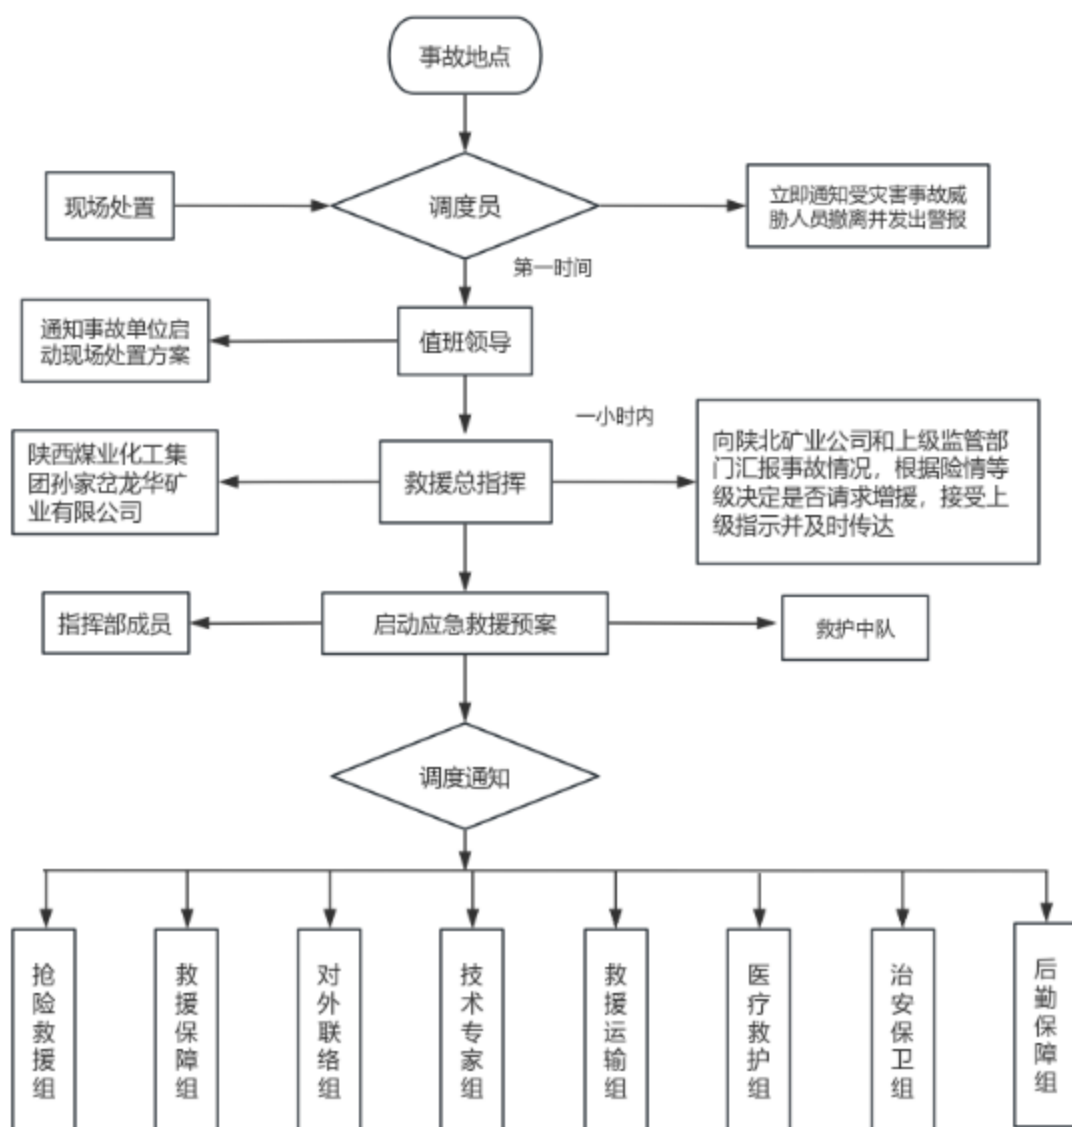 事故地点
现场处置
调度员
立即通知受灾害事故威
胁人员撤离并发出警报
第一时间
通知事故单位启
动现场处置方案
值班领导
一小时内
陕西煤业化工集
团孙家岔龙华矿
业有限公司
救援总指挥
向陕北矿业公司和上级监管部
门汇报事故情况，根据险情等
级决定是否请求增援，接受上
级指示并及时传达
指挥部成员
启动应急救援预案
救护中队
调度通知
抢险救援组
救援保障组
对外联络组
技术专家组
救援运输组
医疗救护组
治安保卫组
后勤保障组